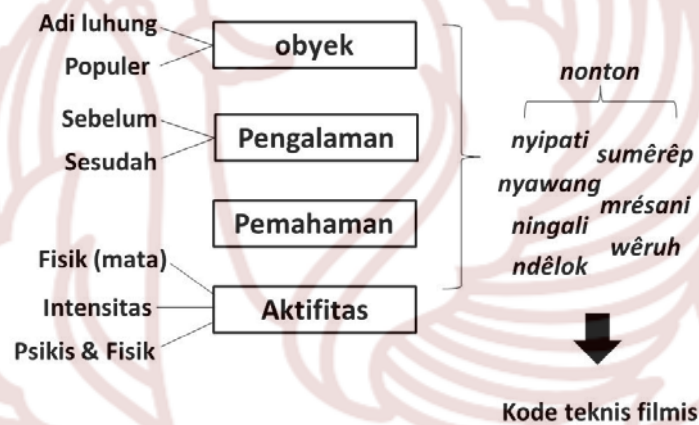 Adi luhung
Populer
obyek
Sebelum
Sesudah
Pengalaman
Pemahaman
Fisik (mata)
Intensitas
Psikis & Fisik
Aktifitas
nonton
nyipati
sumêrêp
nyawang
mrésani
ningali
wêruh
ndêlok
Kode teknis filmis